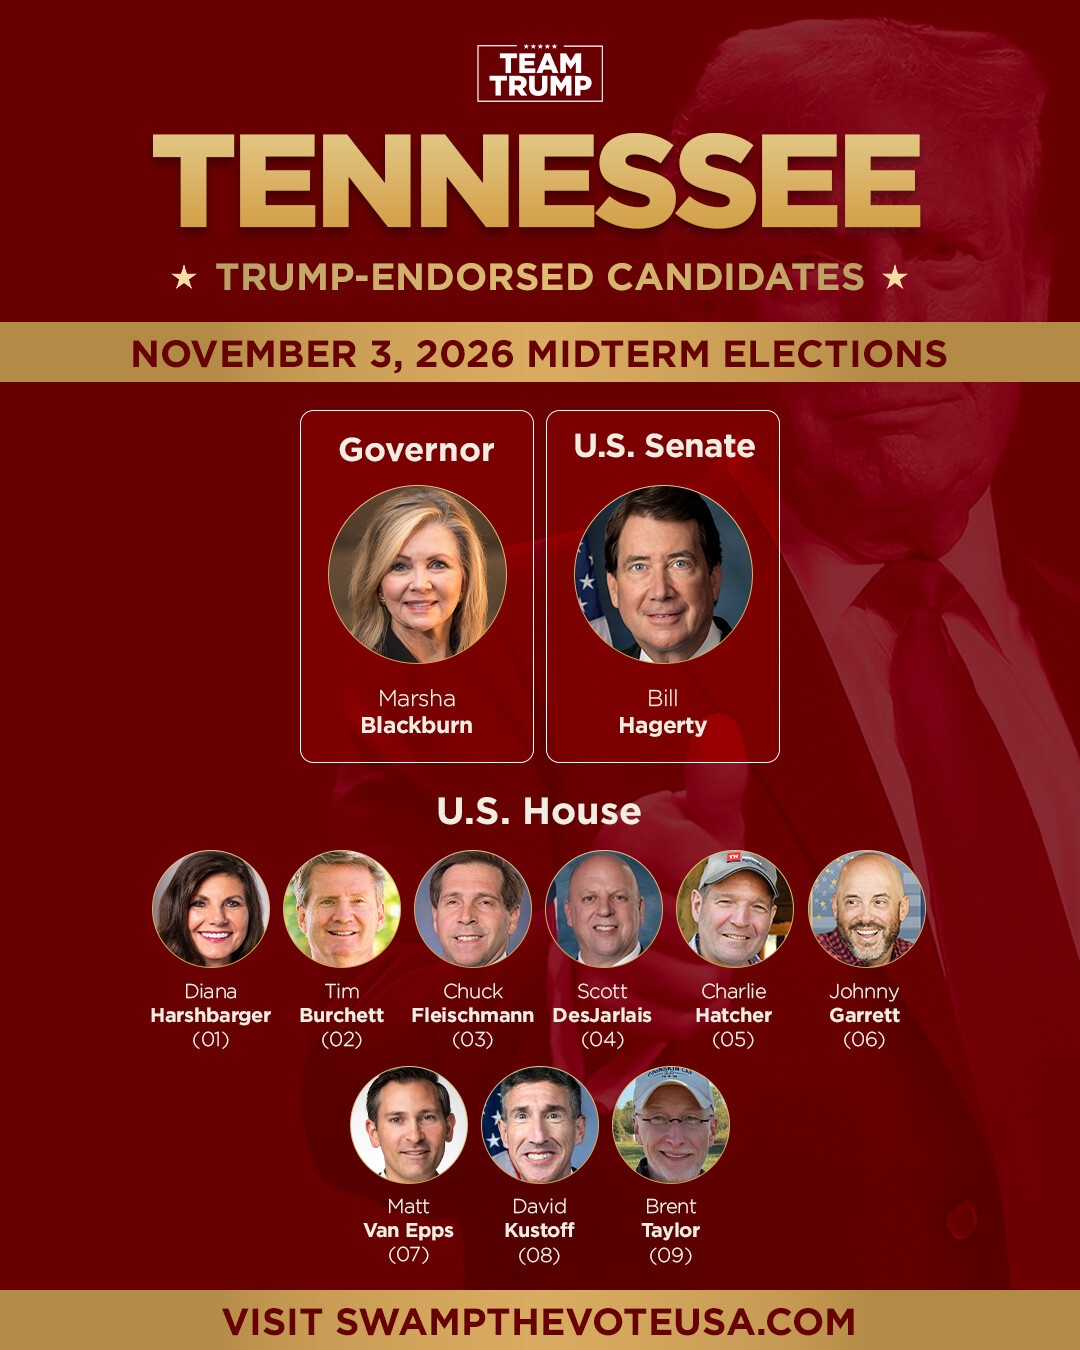 TEAM
TRUMP
TENNESSEE
TRUMP-ENDORSED CANDIDATES
NOVEMBER 3, 2026 MIDTERM ELECTIONS
Governor
Marsha
Blackburn
U.S. Senate
Bill
Hagerty
U.S. House
Diana
Harshbarger
(01)
Tim
Burchett
(02)
Chuck
Fleischmann
(03)
Scott
DesJarlais
(04)
Charlie
Hatcher
(05)
Johnny
Garrett
(06)
Matt
Van Epps
(07)
David
Kustoff
(08)
Brent
Taylor
(09)
VISIT SWAMPTHEVOTEUSA.COM